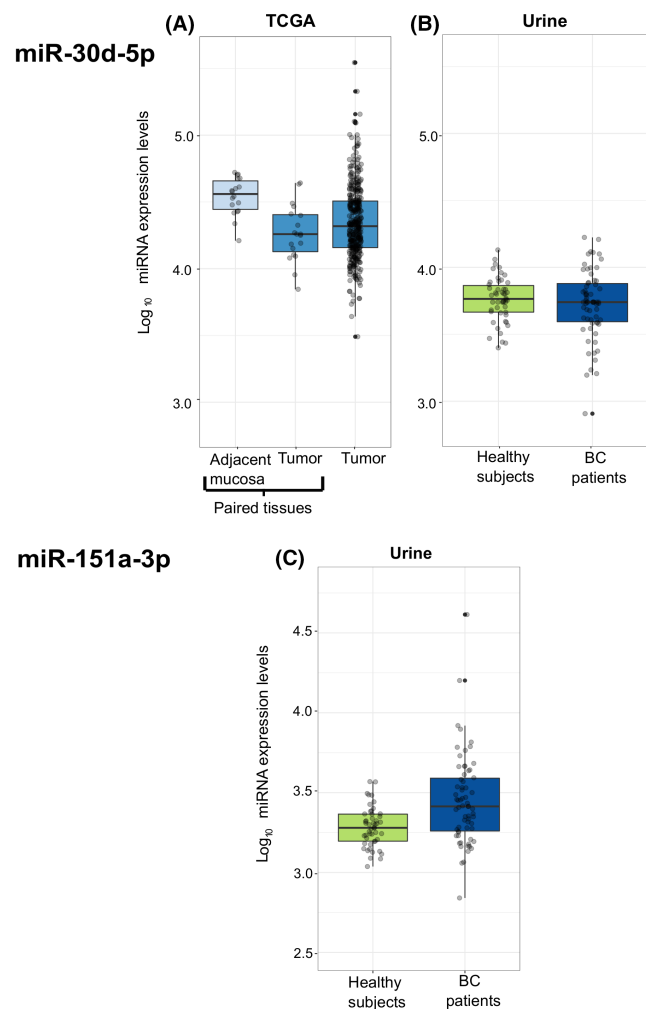 (A) TCGA
(B) Urine
miR-30d-5p
Log₁₀ miRNA expression levels
5.0
4.0
3.0
5.0
4.0
3.0
Adjacent mucosa
Tumor
Tumor
Paired tissues
Healthy subjects
BC patients
miR-151a-3p
(C) Urine
Log₁₀ miRNA expression levels
4.5
4.0
3.5
3.0
2.5
Healthy subjects
BC patients